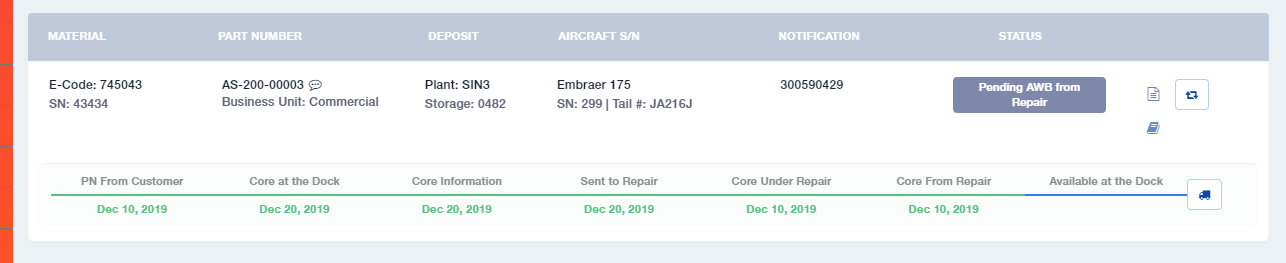 MATERIAL PART NUMBER DEPOSIT AIRCRAFT S/N NOTIFICATION STATUS
E-Code: 745043 AS-200-00003 Plant: SIN3 Embraer 175 300590429 Pending AWB from
Repair
SN: 43434 Business Unit: Commercial Storage: 0482 SN: 299 | Tail #: JA216J
PN From Customer Core at the Dock Core Information Sent to Repair Core Under Repair Core From Repair Available at the Dock
Dec 10, 2019 Dec 20, 2019 Dec 20, 2019 Dec 20, 2019 Dec 10, 2019 Dec 10, 2019